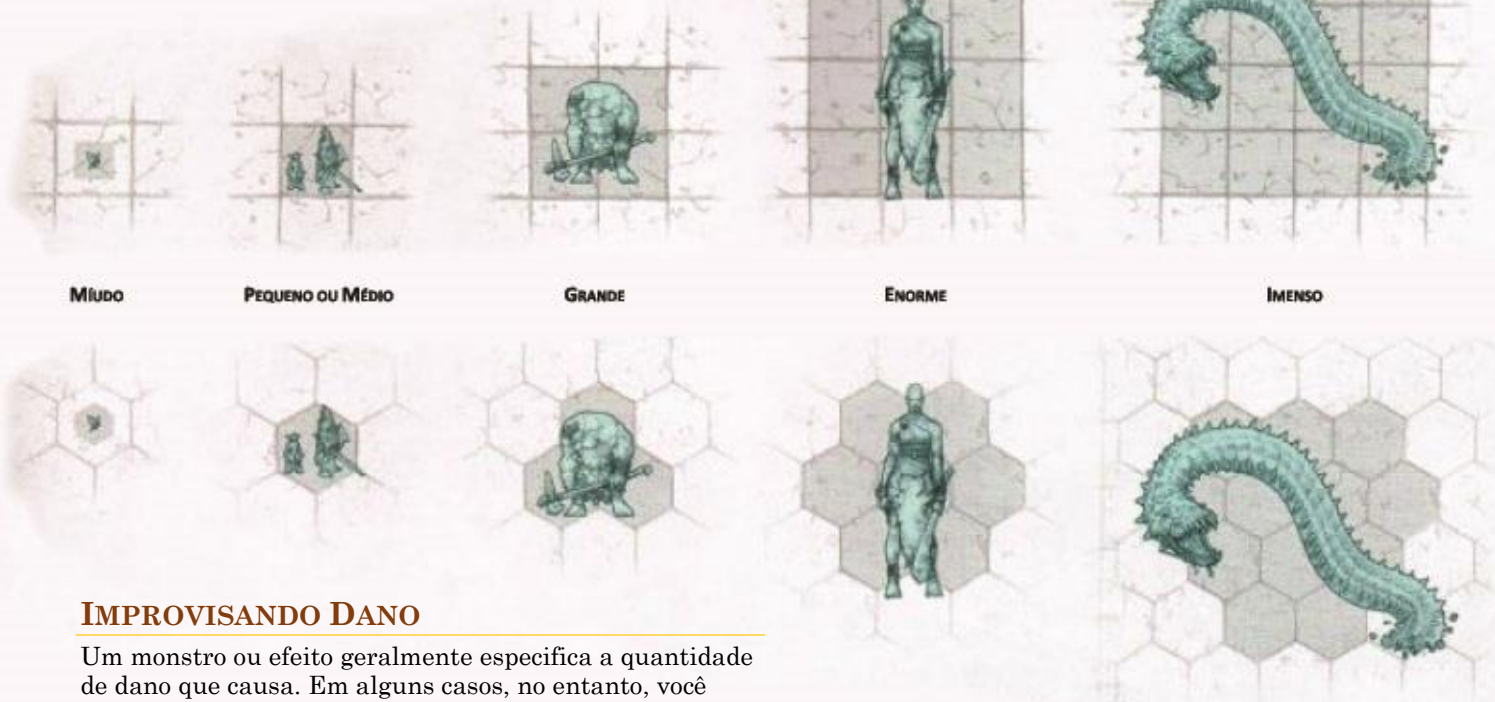 MÍUDO PEQUENO OU MÉDIO GRANDE ENORME IMENSO
IMPROVISANDO DANO
Um monstro ou efeito geralmente especifica a quantidade
de dano que causa. Em alguns casos, no entanto, você